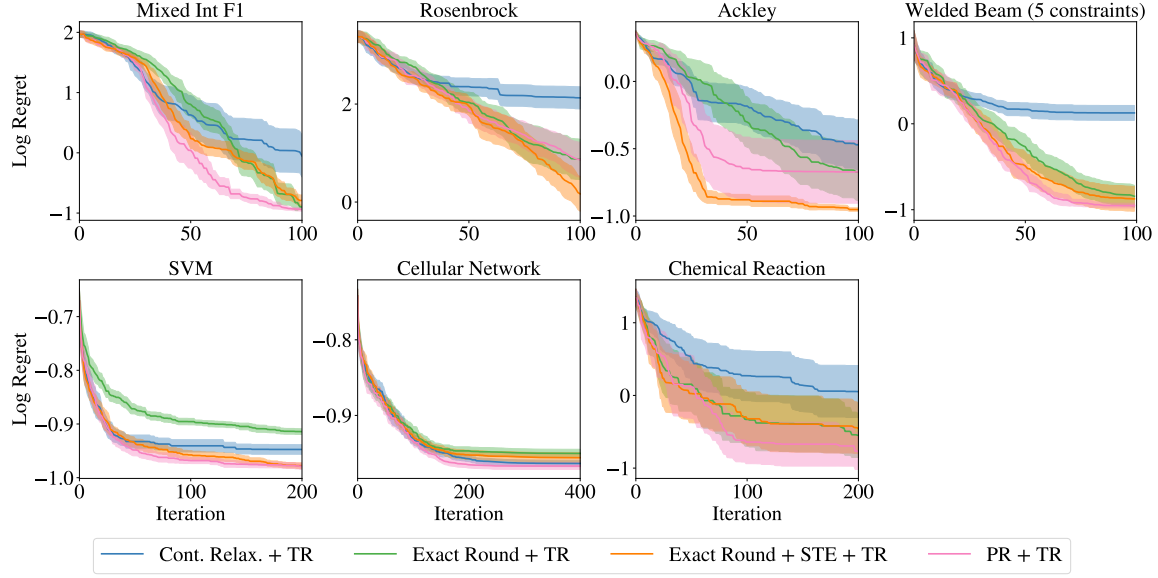 Mixed Int F1
Rosenbrock
Ackley
Welded Beam (5 constraints)
Log Regret
2
1
0
−1
0 50 100
2
0
0 50 100
0.0
−0.5
−1.0
0 50 100
1
0
−1
0 50 100
SVM
Cellular Network
Chemical Reaction
Log Regret
−0.7
−0.8
−0.9
−1.0
0 100 200
Iteration
−0.8
−0.9
0 200 400
Iteration
1
0
−1
0 100 200
Iteration
Cont. Relax. + TR
Exact Round + TR
Exact Round + STE + TR
PR + TR